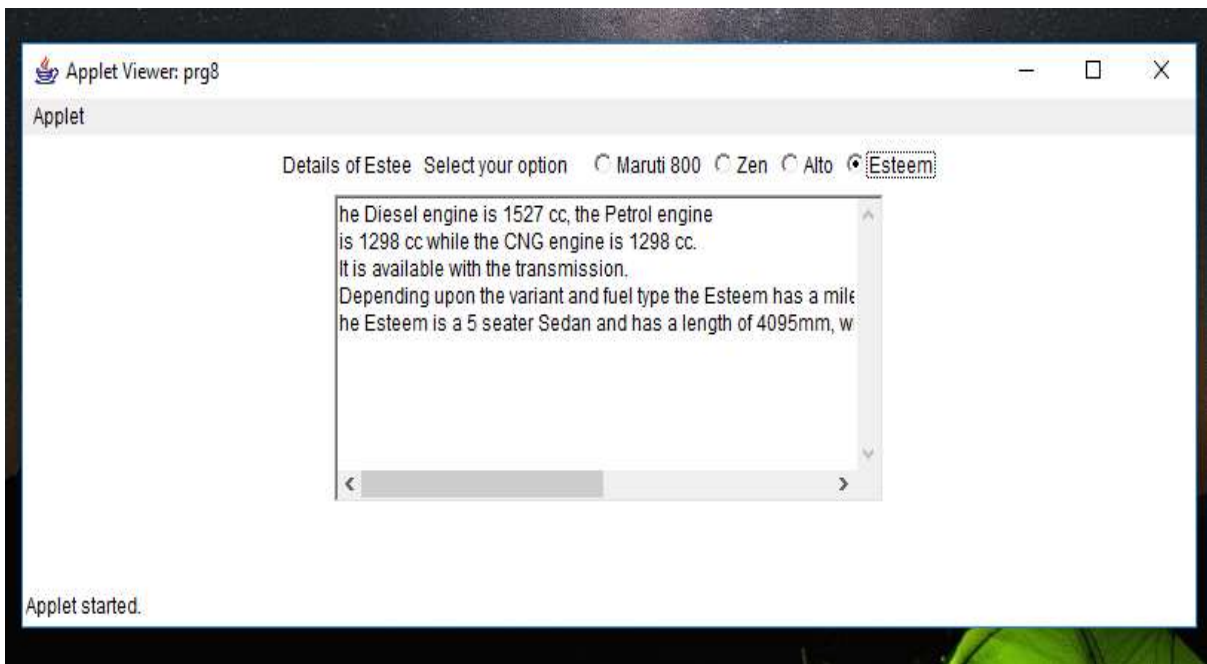 Applet Viewer: prg8
Applet
Details of Estee Select your option Maruti 800 Zen Alto Esteem
he Diesel engine is 1527 cc, the Petrol engine
is 1298 cc while the CNG engine is 1298 cc.
It is available with the transmission.
Depending upon the variant and fuel type the Esteem has a mile
he Esteem is a 5 seater Sedan and has a length of 4095mm, w
Applet started.